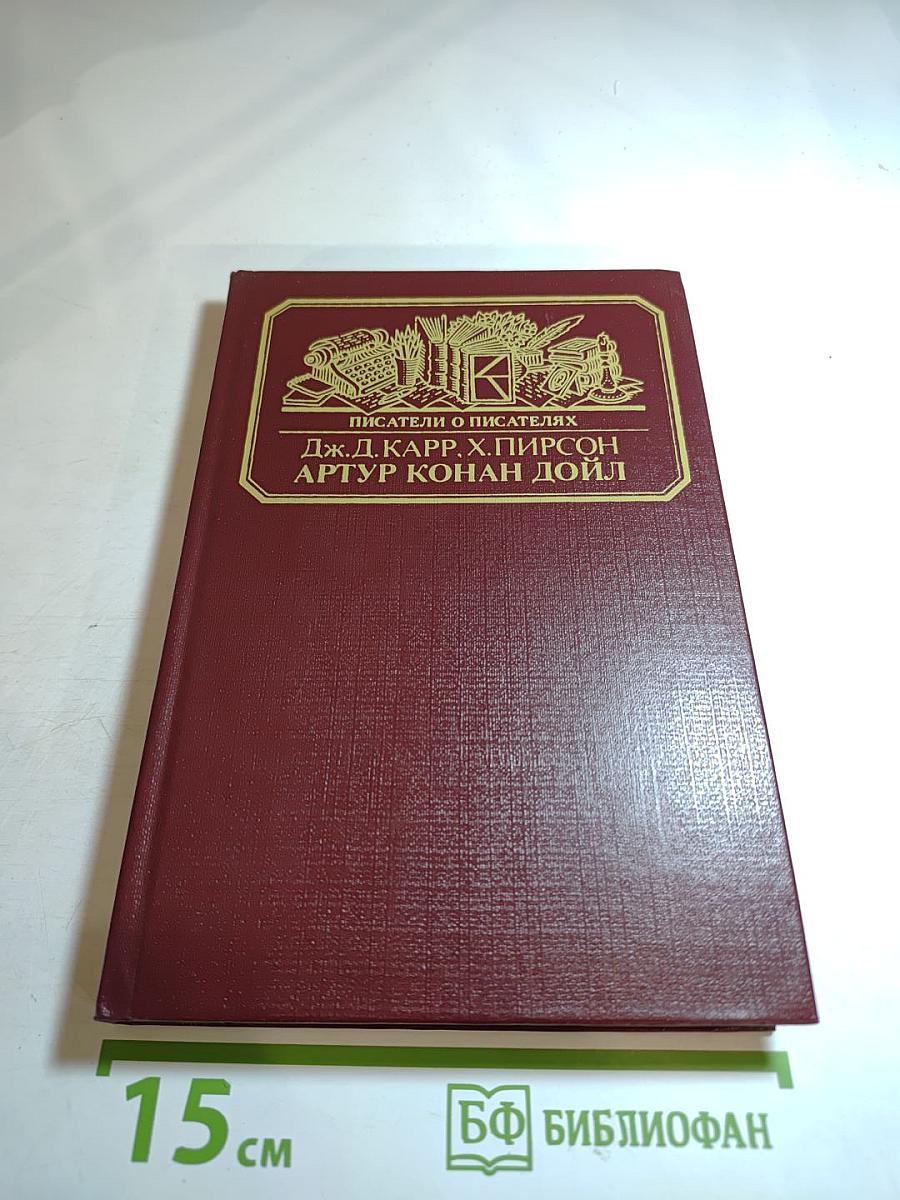 ПИСАТЕЛИ О ПИСАТЕЛЯХ
Дж.Д.КАРР, Х.ПИРСОН
АРТУР КОНАН ДОЙЛ
15 см
БФ БИБЛИОФАН